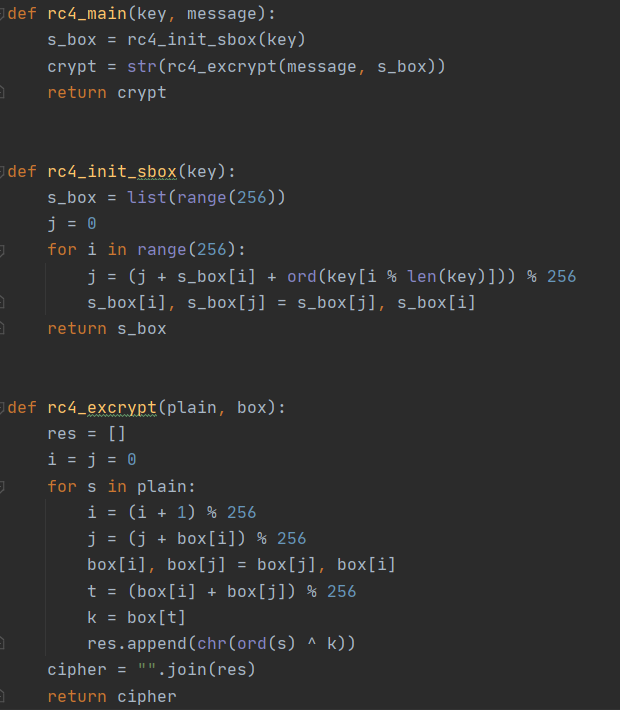 def rc4_main(key, message):
    s_box = rc4_init_sbox(key)
    crypt = str(rc4_excrypt(message, s_box))
    return crypt
def rc4_init_sbox(key):
    s_box = list(range(256))
    j = 0
    for i in range(256):
        j = (j + s_box[i] + ord(key[i % len(key)])) % 256
        s_box[i], s_box[j] = s_box[j], s_box[i]
    return s_box
def rc4_excrypt(plain, box):
    res = []
    i = j = 0
    for s in plain:
        i = (i + 1) % 256
        j = (j + box[i]) % 256
        box[i], box[j] = box[j], box[i]
        t = (box[i] + box[j]) % 256
        k = box[t]
        res.append(chr(ord(s) ^ k))
    cipher = "".join(res)
    return cipher